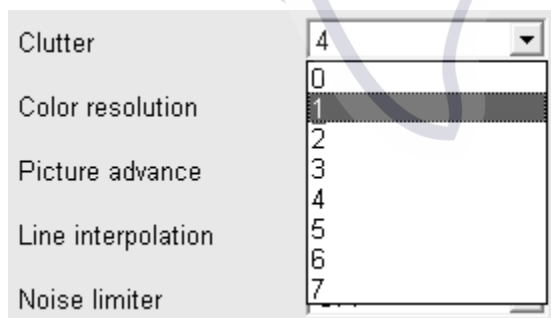 Clutter 4
0
Color resolution
1
2
Picture advance 3
4
Line interpolation 5
6
Noise limiter 7